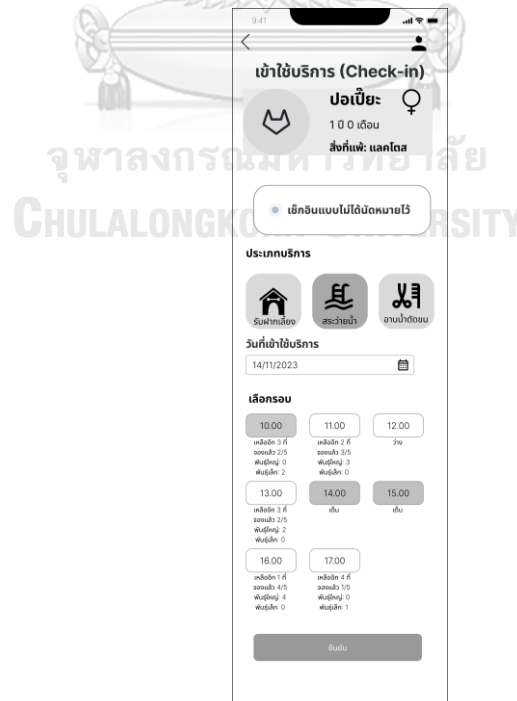 9:41
เข้าใช้บริการ (Check-in)
ปอเปี๊ยะ
1 ปี 0 เดือน
สิ่งที่แพ้: แลคโตส
จุฬาลงกรณ์มหาวิทยาลัย
CHULALONGKORN UNIVERSITY
เช็กอินแบบไม่ได้นัดหมายไว้
ประเภทบริการ
รับฝากเลี้ยง สระว่ายน้ำ อาบน้ำตัดขน
วันที่เข้าใช้บริการ
14/11/2023
เลือกรอบ
10.00 11.00 12.00
เหลืออีก 3 ที่ เหลืออีก 2 ที่ ว่าง
จองแล้ว 2/5 จองแล้ว 3/5
พันธุ์ใหญ่: 0 พันธุ์ใหญ่: 3
พันธุ์เล็ก: 2 พันธุ์เล็ก: 0
13.00 14.00 15.00
เหลืออีก 3 ที่ เต็ม เต็ม
จองแล้ว 2/5
พันธุ์ใหญ่: 2
พันธุ์เล็ก: 0
16.00 17.00
เหลืออีก 1 ที่ เหลืออีก 4 ที่
จองแล้ว 4/5 จองแล้ว 1/5
พันธุ์ใหญ่: 4 พันธุ์ใหญ่: 0
พันธุ์เล็ก: 0 พันธุ์เล็ก: 1
ยืนยัน